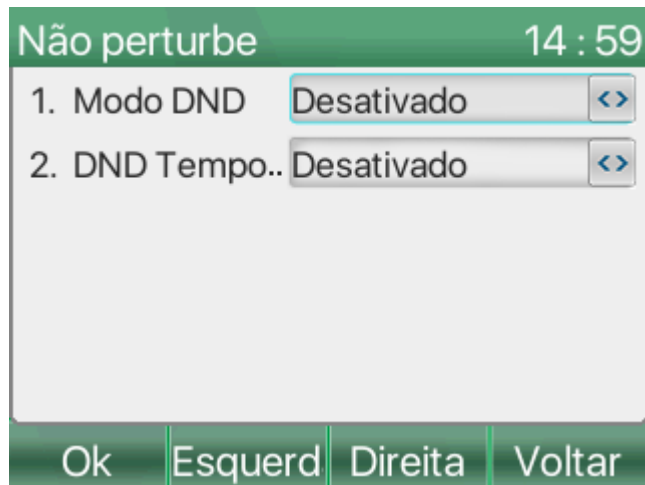 Não perturbe 14 : 59
1. Modo DND Desativado <>
2. DND Tempo.. Desativado <>
Ok Esquerd Direita Voltar